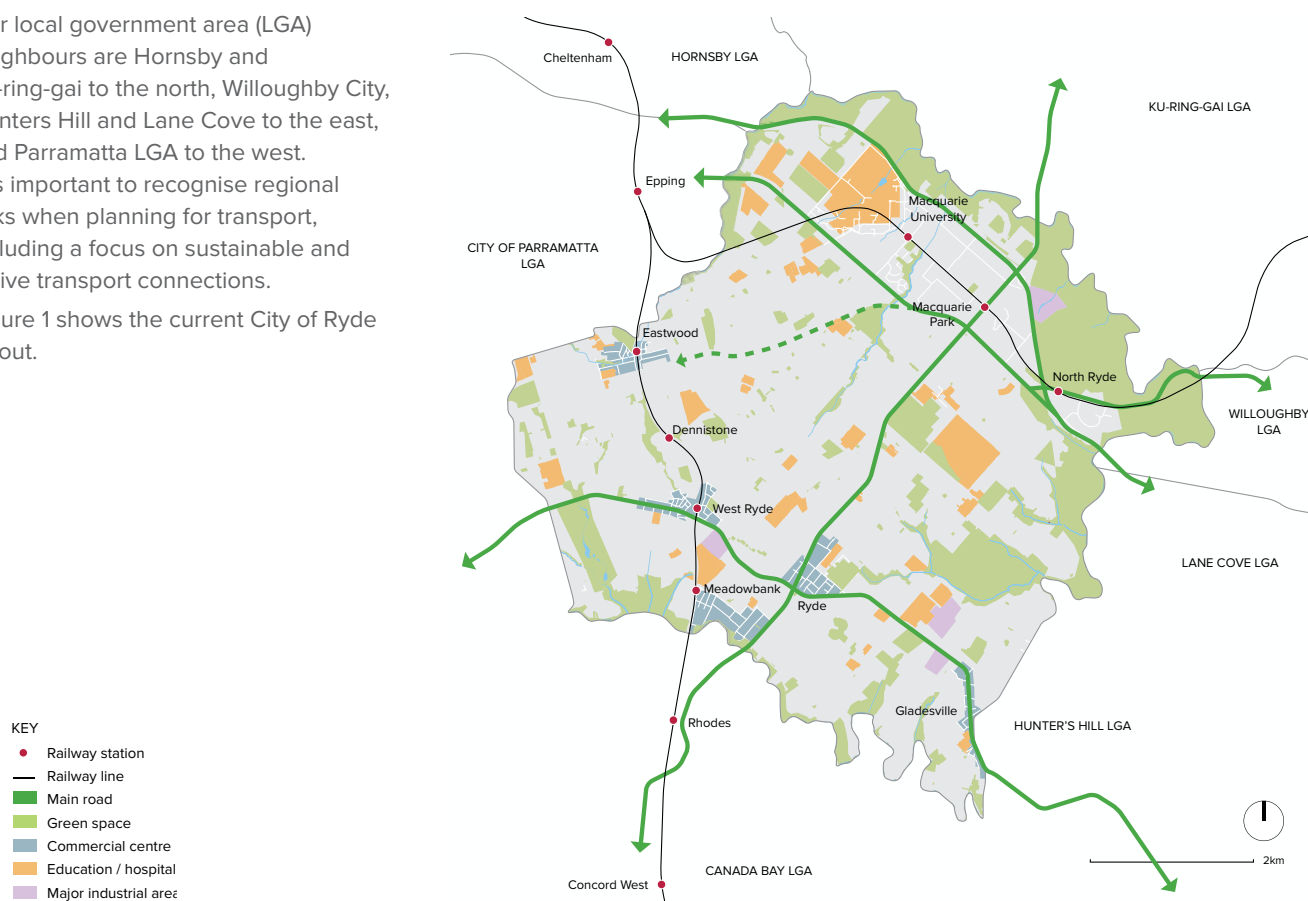 r local government area (LGA)
ghbours are Hornsby and
-ring-gai to the north, Willoughby City,
nters Hill and Lane Cove to the east,
d Parramatta LGA to the west.
s important to recognise regional
ks when planning for transport,
luding a focus on sustainable and
ive transport connections.
ure 1 shows the current City of Ryde
out.
Cheltenham
HORNSBY LGA
KU-RING-GAI LGA
Epping
Macquarie
University
CITY OF PARRAMATTA
LGA
Macquarie
Park
Eastwood
North Ryde
WILLOUGHBY
LGA
Dennistone
West Ryde
LANE COVE LGA
Meadowbank
Ryde
Gladesville
Rhodes
HUNTER'S HILL LGA
KEY
Railway station
Railway line
Main road
Green space
Commercial centre
Education / hospital
Major industrial area
2km
CANADA BAY LGA
Concord West